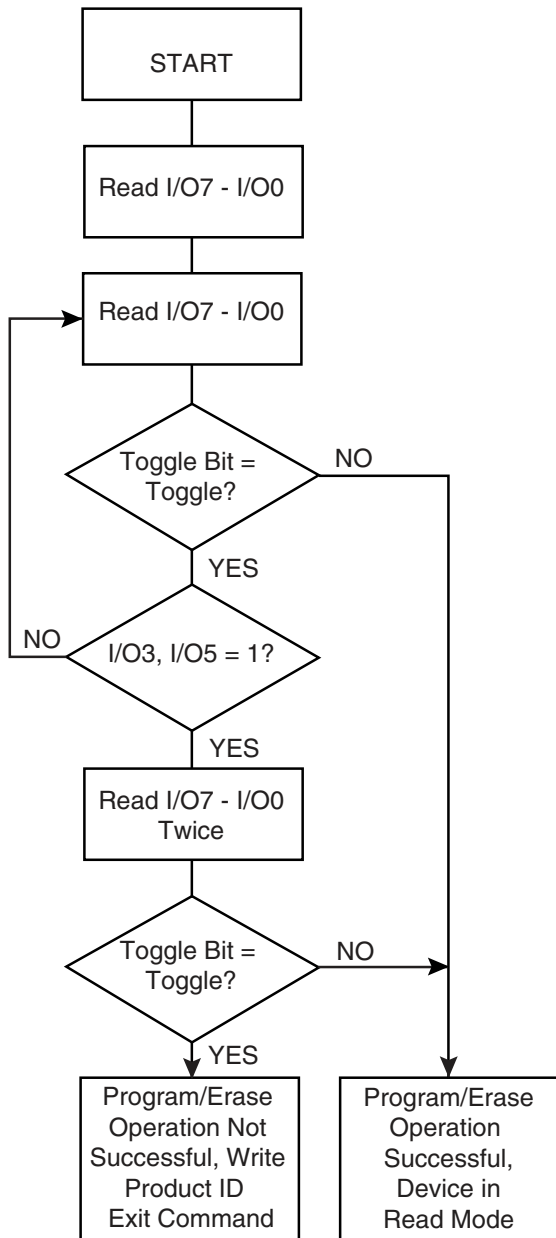 START
Read I/O7 - I/O0
Read I/O7 - I/O0
Toggle Bit =
Toggle?
NO
YES
NO
I/O3, I/O5 = 1?
YES
Read I/O7 - I/O0
Twice
Toggle Bit =
Toggle?
NO
YES
Program/Erase
Operation Not
Successful, Write
Product ID
Exit Command
Program/Erase
Operation
Successful,
Device in
Read Mode